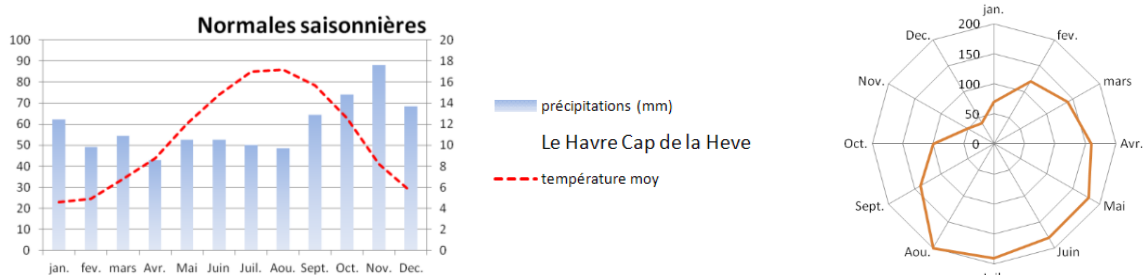 Normales saisonnières
100
90
80
70
60
50
40
30
20
10
0
20
18
16
14
12
10
8
6
4
2
0
jan. fev. mars Avr. Mai Juin Juil. Aou. Sept. Oct. Nov. Dec.
précipitations (mm)
Le Havre Cap de la Heve
température moy
jan.
200
150
100
50
0
fev.
mars
Avr.
Mai
Juin
Aou.
Sept.
Oct.
Nov.
Dec.